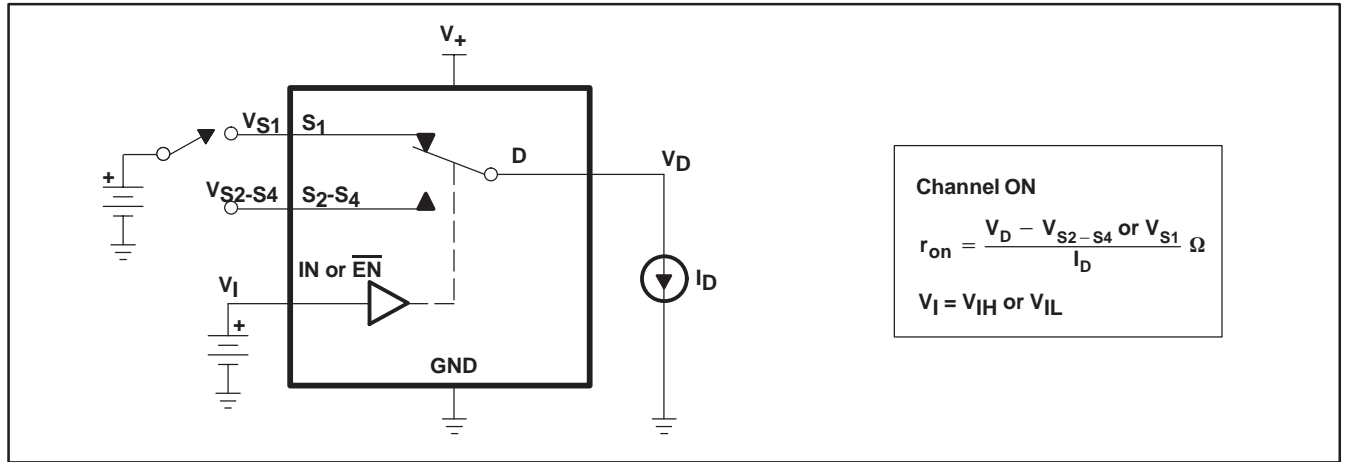 V+
VS1 S1
D
VD
+
VS2-S4 S2-S4
IN or EN
VI
+
ID
GND
Channel ON
ron = VD − VS2−S4 or VS1 / ID Ω
VI = VIH or VIL